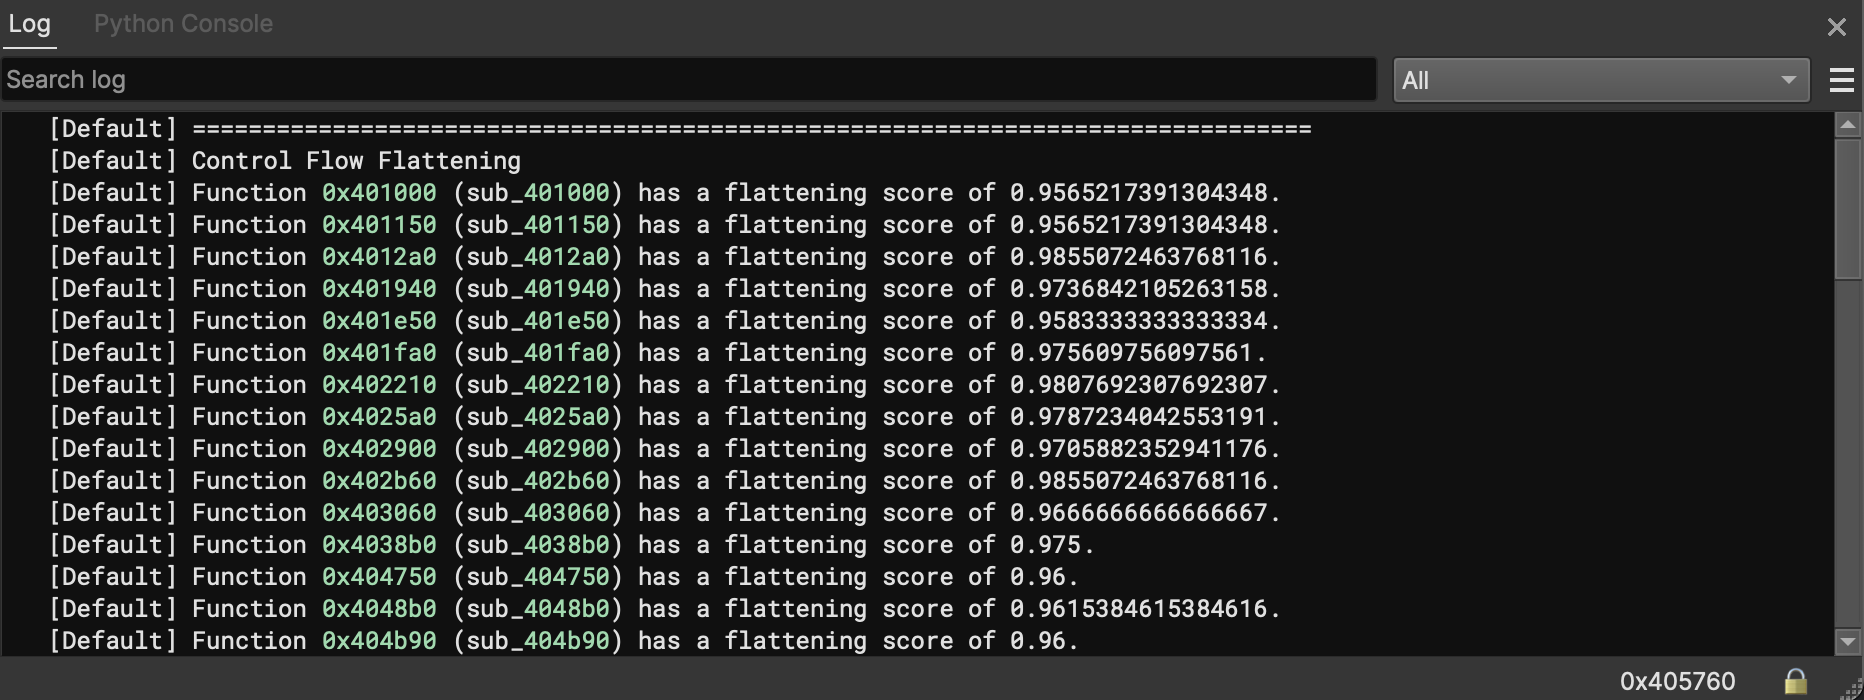 Log Python Console
Search log All
[Default] ==============================================================================
[Default] Control Flow Flattening
[Default] Function 0x401000 (sub_401000) has a flattening score of 0.9565217391304348.
[Default] Function 0x401150 (sub_401150) has a flattening score of 0.9565217391304348.
[Default] Function 0x4012a0 (sub_4012a0) has a flattening score of 0.9855072463768116.
[Default] Function 0x401940 (sub_401940) has a flattening score of 0.9736842105263158.
[Default] Function 0x401e50 (sub_401e50) has a flattening score of 0.9583333333333334.
[Default] Function 0x401fa0 (sub_401fa0) has a flattening score of 0.975609756097561.
[Default] Function 0x402210 (sub_402210) has a flattening score of 0.9807692307692307.
[Default] Function 0x4025a0 (sub_4025a0) has a flattening score of 0.9787234042553191.
[Default] Function 0x402900 (sub_402900) has a flattening score of 0.9705882352941176.
[Default] Function 0x402b60 (sub_402b60) has a flattening score of 0.9855072463768116.
[Default] Function 0x403060 (sub_403060) has a flattening score of 0.9666666666666667.
[Default] Function 0x4038b0 (sub_4038b0) has a flattening score of 0.975.
[Default] Function 0x404750 (sub_404750) has a flattening score of 0.96.
[Default] Function 0x4048b0 (sub_4048b0) has a flattening score of 0.9615384615384616.
[Default] Function 0x404b90 (sub_404b90) has a flattening score of 0.96.
0x405760